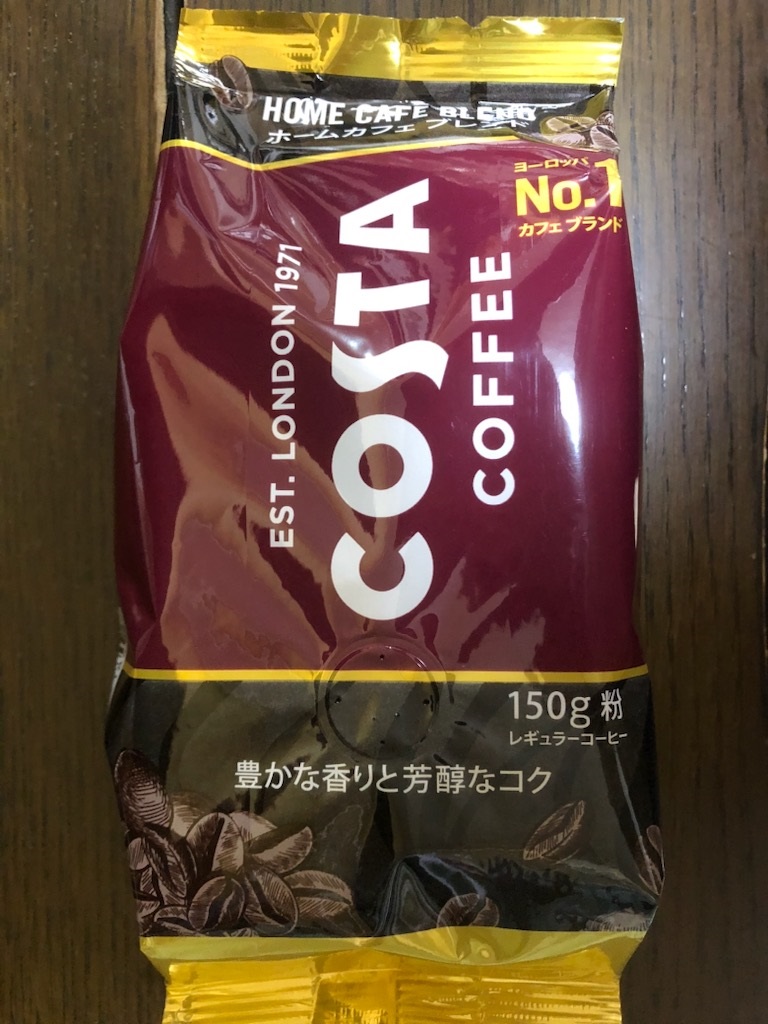 HOME CAFE BLEND
ホームカフェ ブレンド
ヨーロッパ
No.1
カフェ ブランド
EST. LONDON 1971
COSTA
COFFEE
150g 粉
レギュラーコーヒー
豊かな香りと芳醇なコク